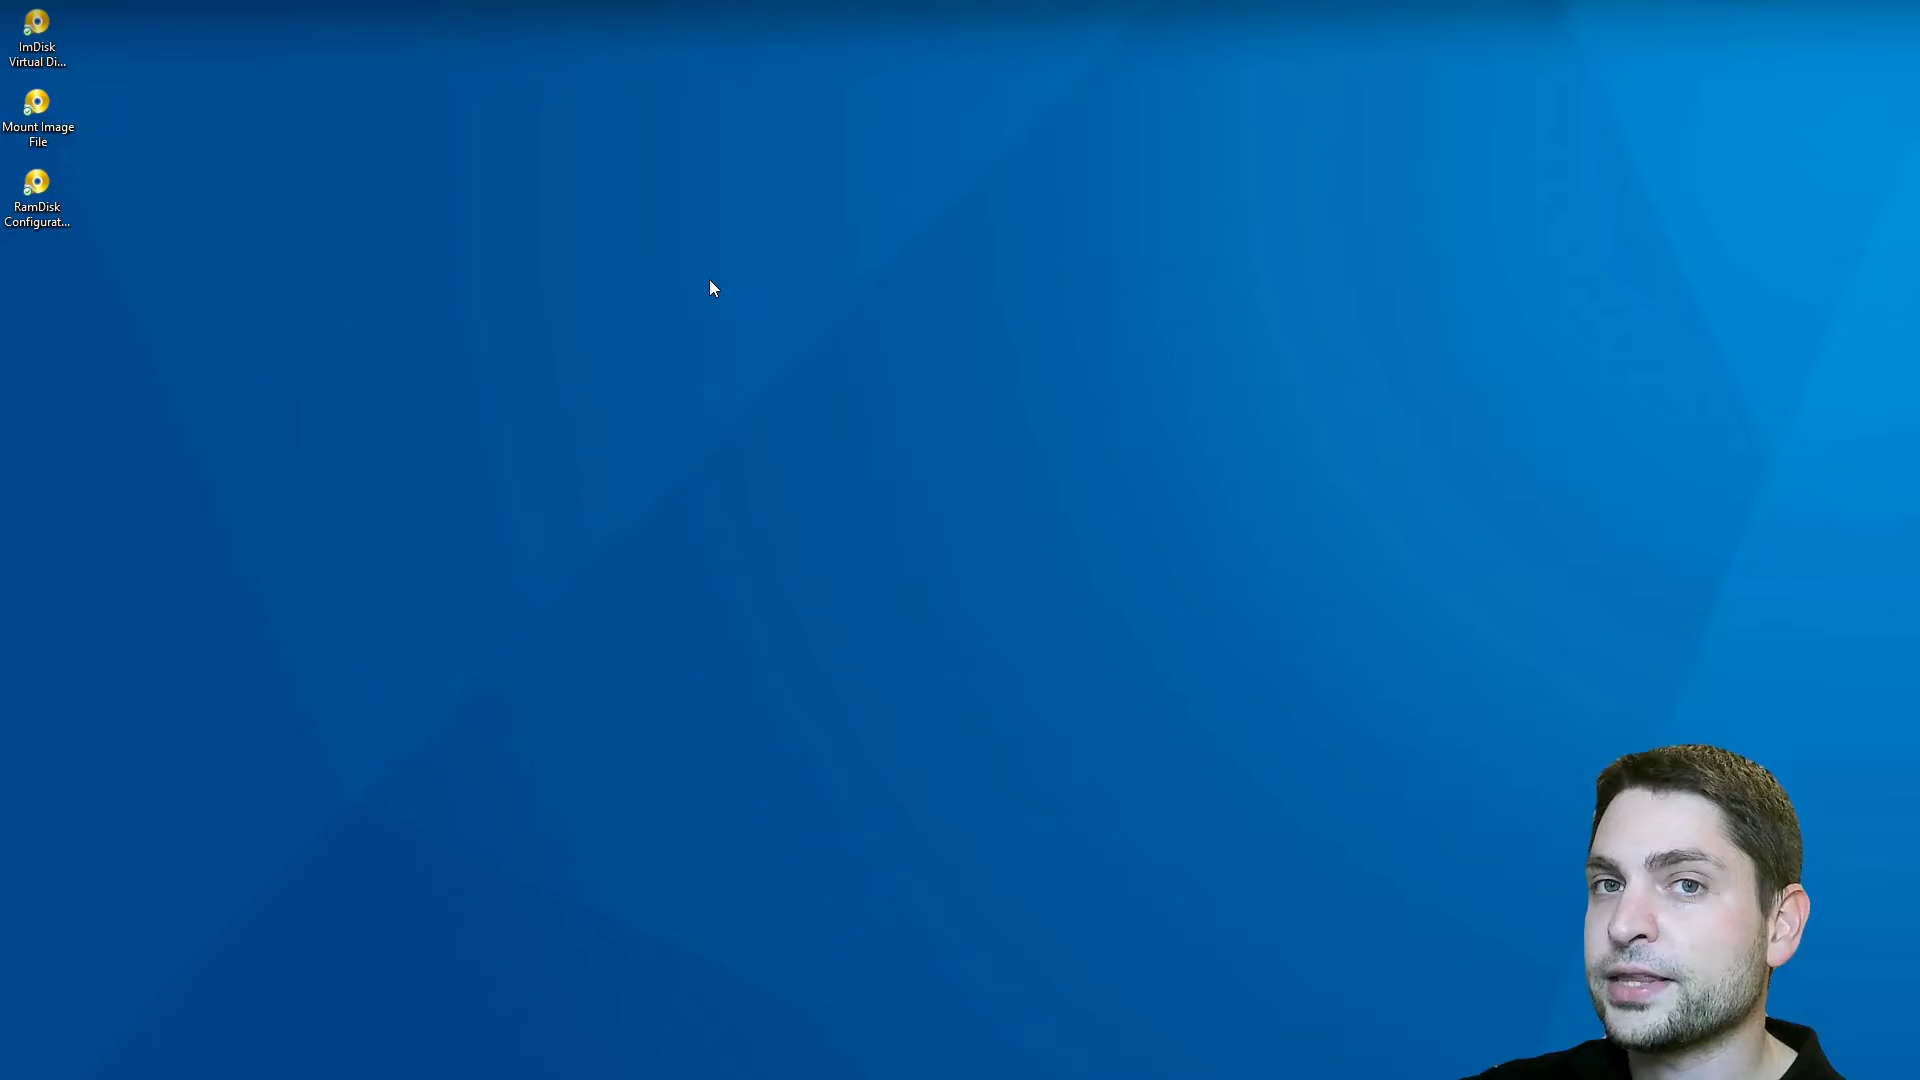 ImDisk
Virtual Di...
Mount Image
File
RamDisk
Configurat...